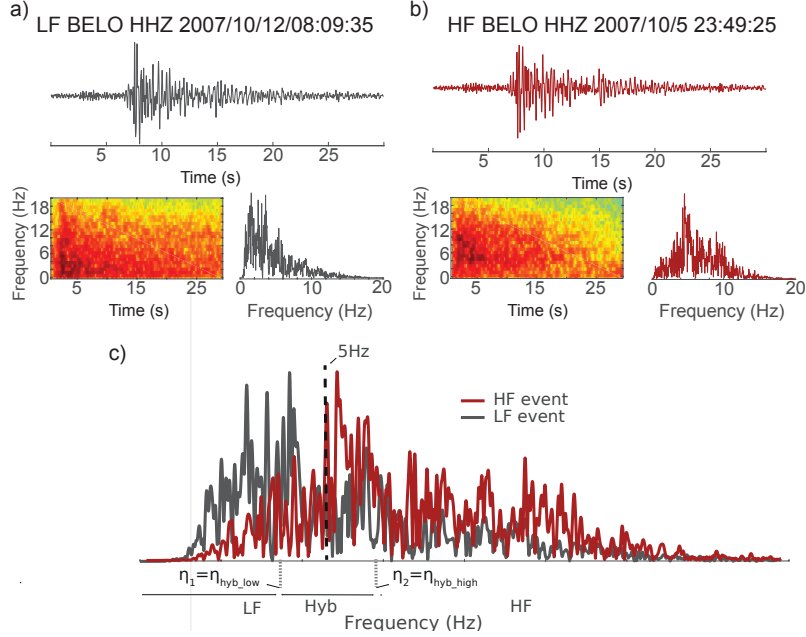 a)
LF BELO HHZ 2007/10/12/08:09:35
5 10 15 20 25
Time (s)
Frequency (Hz)
18
12
6
0
5 15 25
Time (s)
0 10 20
Frequency (Hz)
b)
HF BELO HHZ 2007/10/5 23:49:25
5 10 15 20 25
Time (s)
Frequency (Hz)
18
12
6
0
5 15 25
Time (s)
0 10 20
Frequency (Hz)
c)
5Hz
HF event
LF event
η1=ηhyb_low
η2=ηhyb_high
LF Hyb HF
Frequency (Hz)